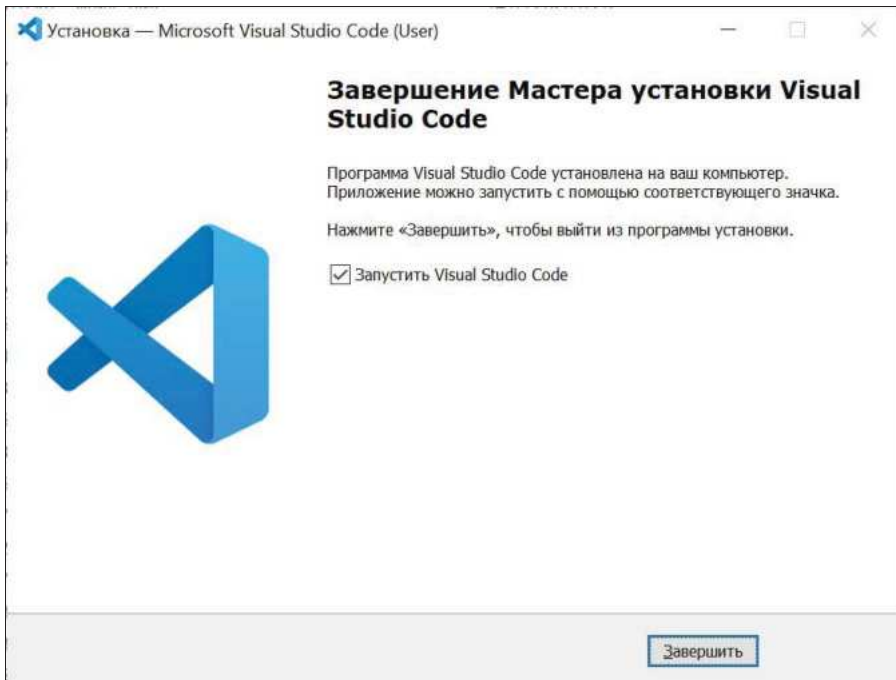 Установка — Microsoft Visual Studio Code (User)
Завершение Мастера установки Visual
Studio Code
Программа Visual Studio Code установлена на ваш компьютер.
Приложение можно запустить с помощью соответствующего значка.
Нажмите «Завершить», чтобы выйти из программы установки.
Запустить Visual Studio Code
Завершить